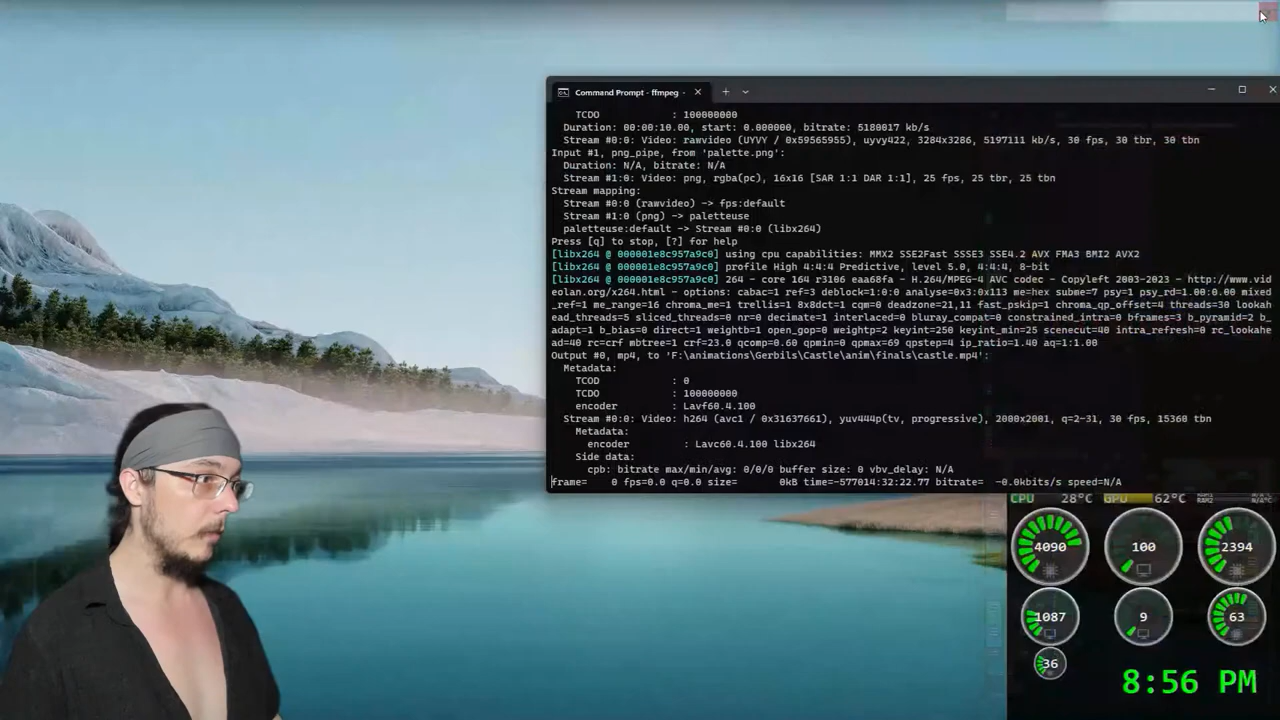 Command Prompt - ffmpeg -
TCDO : 100000000
Duration: 00:00:10.00, start: 0.000000, bitrate: 5180017 kb/s
Stream #0:0: Video: rawvideo (UYVY / 0x59565955), uyvy422, 3284x3286, 5197111 kb/s, 30 fps, 30 tbr, 30 tbn
Input #1, png_pipe, from 'palette.png':
Duration: N/A, bitrate: N/A
Stream #1:0: Video: png, rgba(pc), 16x16 [SAR 1:1 DAR 1:1], 25 fps, 25 tbr, 25 tbn
Stream mapping:
Stream #0:0 (rawvideo) -> fps:default
Stream #1:0 (png) -> paletteuse
paletteuse:default -> Stream #0:0 (libx264)
Press [q] to stop, [?] for help
[libx264 @ 000001e8c957a9c0] using cpu capabilities: MMX2 SSE2Fast SSSE3 SSE4.2 AVX FMA3 BMI2 AVX2
[libx264 @ 000001e8c957a9c0] profile High 4:4:4 Predictive, level 5.0, 4:4:4, 8-bit
[libx264 @ 000001e8c957a9c0] 264 - core 164 r3106 eaa68fa - H.264/MPEG-4 AVC codec - Copyleft 2003-2023 - http://www.vid
eolan.org/x264.html - options: cabac=1 ref=3 deblock=1:0:0 analyse=0x3:0x113 me=hex subme=7 psy=1 psy_rd=1.00:0.00 mixed
_ref=1 me_range=16 chroma_me=1 trellis=1 8x8dct=1 cqm=0 deadzone=21,11 fast_pskip=1 chroma_qp_offset=4 threads=30 lookah
ead_threads=5 sliced_threads=0 nr=0 decimate=1 interlaced=0 bluray_compat=0 constrained_intra=0 bframes=3 b_pyramid=2 b_
adapt=1 b_bias=0 direct=1 weightb=1 open_gop=0 weightp=2 keyint=250 keyint_min=25 scenecut=40 intra_refresh=0 rc_lookahe
ad=40 rc=crf mbtree=1 crf=23.0 qcomp=0.60 qpmin=0 qpmax=69 qpstep=4 ip_ratio=1.40 aq=1:1.00
Output #0, mp4, to 'F:\animations\Gerbils\Castle\anim\finals\castle.mp4':
Metadata:
TCOD : 0
TCDO : 100000000
encoder : Lavf60.4.100
Stream #0:0: Video: h264 (avc1 / 0x31637661), yuv444p(tv, progressive), 2000x2001, q=2-31, 30 fps, 15360 tbn
Metadata:
encoder : Lavc60.4.100 libx264
Side data:
cpb: bitrate max/min/avg: 0/0/0 buffer size: 0 vbv_delay: N/A
frame= 0 fps=0.0 q=0.0 size= 0kB time=-577014:32:22.77 bitrate= -0.0kbits/s speed=N/A
CPU 28°C GPU 62°C
4090 100 2394
1087 9 63
36
8:56 PM